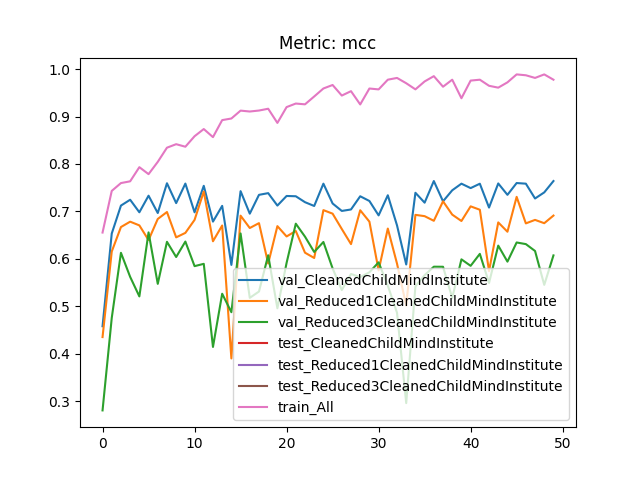 Metric: mcc
1.0
0.9
0.8
0.7
0.6
0.5
0.4
0.3
0
10
20
30
40
50
val_CleanedChildMindInstitute
val_Reduced1CleanedChildMindInstitute
val_Reduced3CleanedChildMindInstitute
test_CleanedChildMindInstitute
test_Reduced1CleanedChildMindInstitute
test_Reduced3CleanedChildMindInstitute
train_All